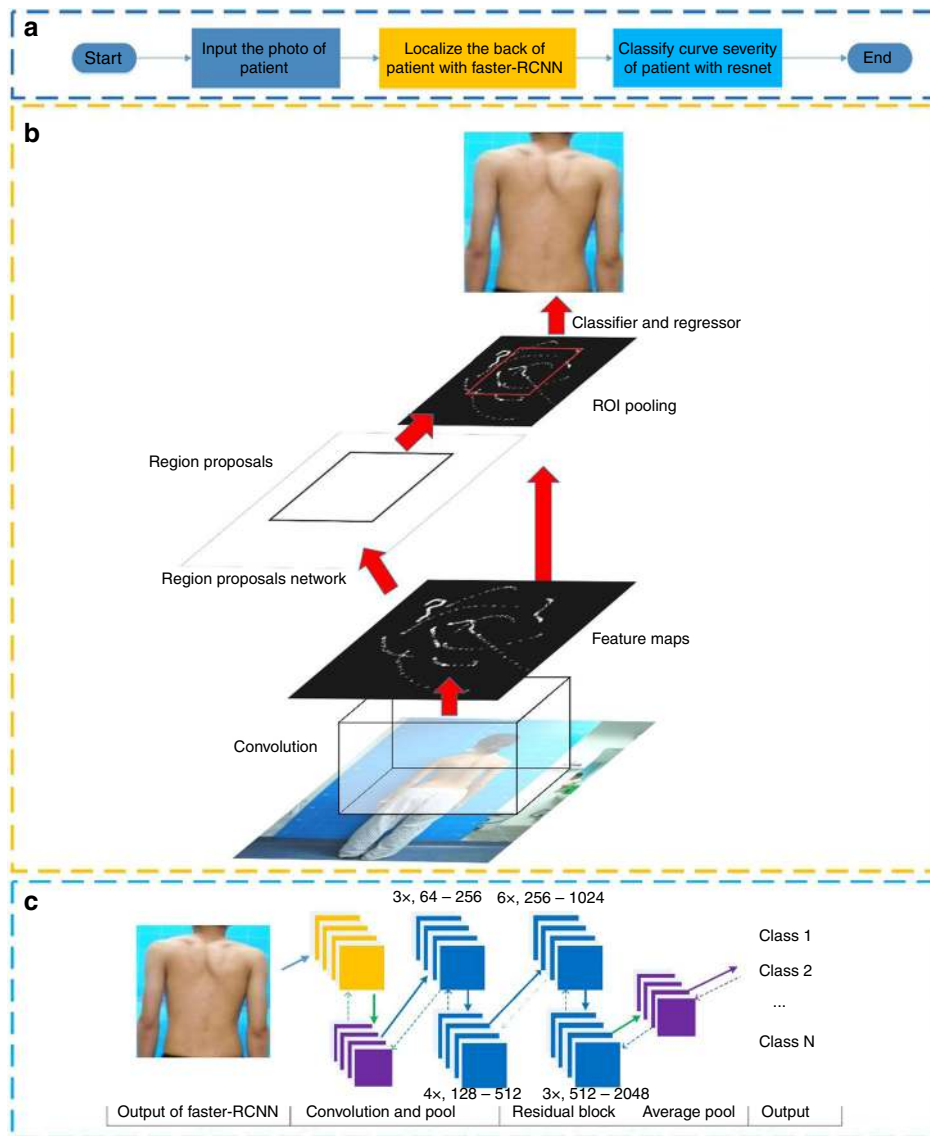 a
Start
Input the photo of
patient
Localize the back of
patient with faster-RCNN
Classify curve severity
of patient with resnet
End
b
Classifier and regressor
ROI pooling
Region proposals
Region proposals network
Feature maps
Convolution
c
3×, 64 – 256
6×, 256 – 1024
Class 1
Class 2
...
Class N
4×, 128 – 512
3×, 512 – 2048
Output of faster-RCNN
Convolution and pool
Residual block
Average pool
Output